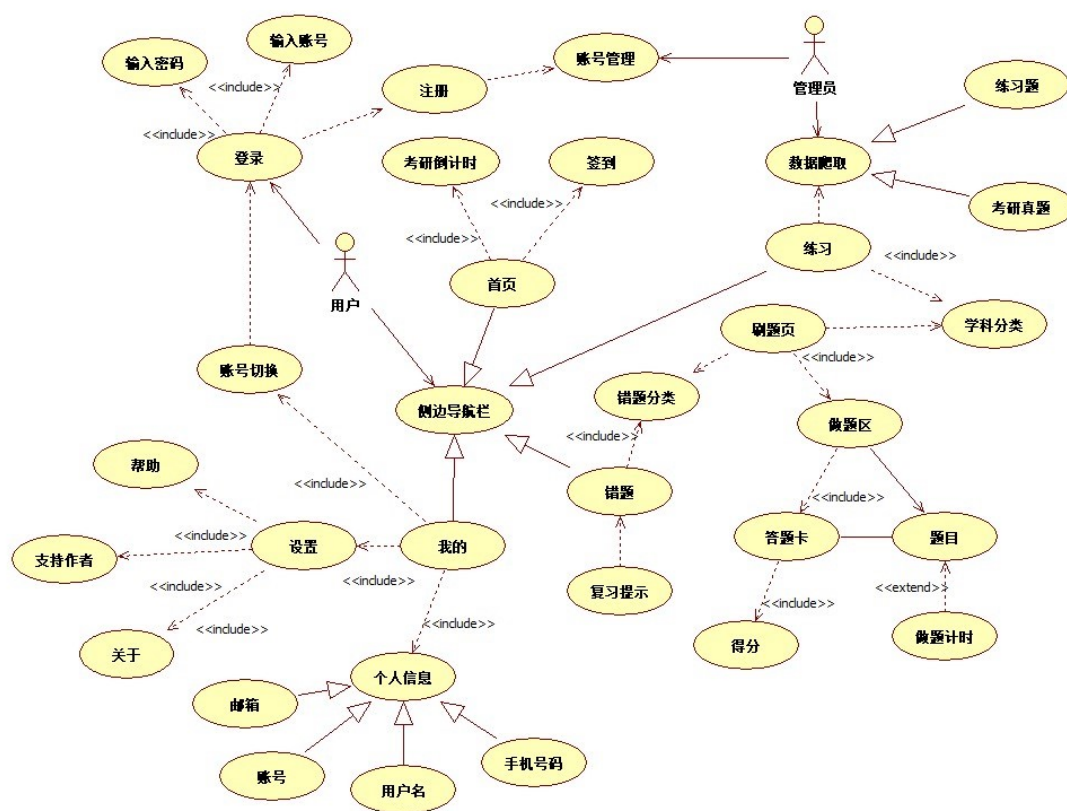 输入账号
输入密码
<<include>>
<<include>>
登录
注册
账号管理
管理员
练习题
数据爬取
考研真题
考研倒计时
签到
<<include>>
<<include>>
首页
用户
练习
<<include>>
学科分类
刷题页
<<include>>
账号切换
侧边导航栏
错题分类
<<include>>
做题区
错题
复习提示
<<include>>
答题卡
题目
<<include>>
<<extend>>
得分
做题计时
帮助
<<include>>
<<include>>
支持作者
设置
我的
<<include>>
<<include>>
<<include>>
<<include>>
关于
个人信息
邮箱
账号
用户名
手机号码